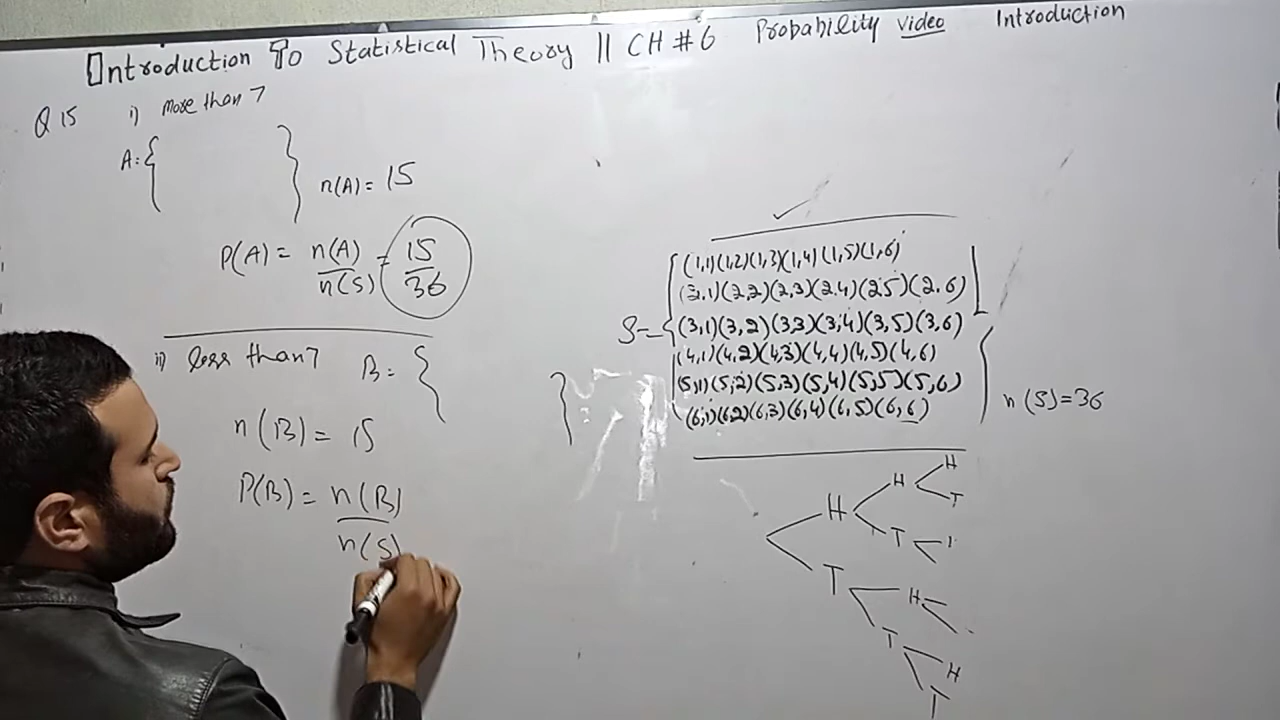 Introduction To Statistical Theory || CH # 6 Probability video Introduction
Q 15 i) More than 7
A = { } n(A) = 15
P(A) = n(A)/n(S) = 15/36
ii) less than 7 B = { }
n(B) = 15
P(B) = n(B)/n(S)
S = { (1,1)(1,2)(1,3)(1,4)(1,5)(1,6)
(2,1)(2,2)(2,3)(2,4)(2,5)(2,6)
(3,1)(3,2)(3,3)(3,4)(3,5)(3,6)
(4,1)(4,2)(4,3)(4,4)(4,5)(4,6)
(5,1)(5,2)(5,3)(5,4)(5,5)(5,6)
(6,1)(6,2)(6,3)(6,4)(6,5)(6,6) }
n(S) = 36
H
H
T
H
T
T
H
T
H
T